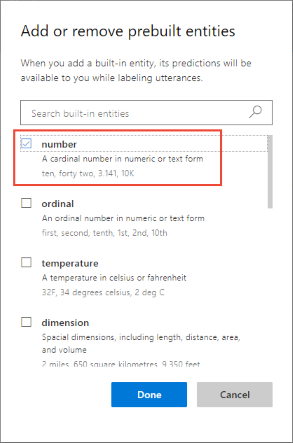 Add or remove prebuilt entities
When you add a built-in entity, its predictions will be
available to you while labeling utterances.
Search built-in entities
number
A cardinal number in numeric or text form
ten, forty two, 3.141, 10K
ordinal
An ordinal number in numeric or text form
first, second, tenth, 1st, 2nd, 10th
temperature
A temperature in celsius or fahrenheit
32F, 34 degrees celsius, 2 deg C
dimension
Spacial dimensions, including length, distance, area,
and volume
2 miles, 650 square kilometres, 9,350 feet
Done
Cancel